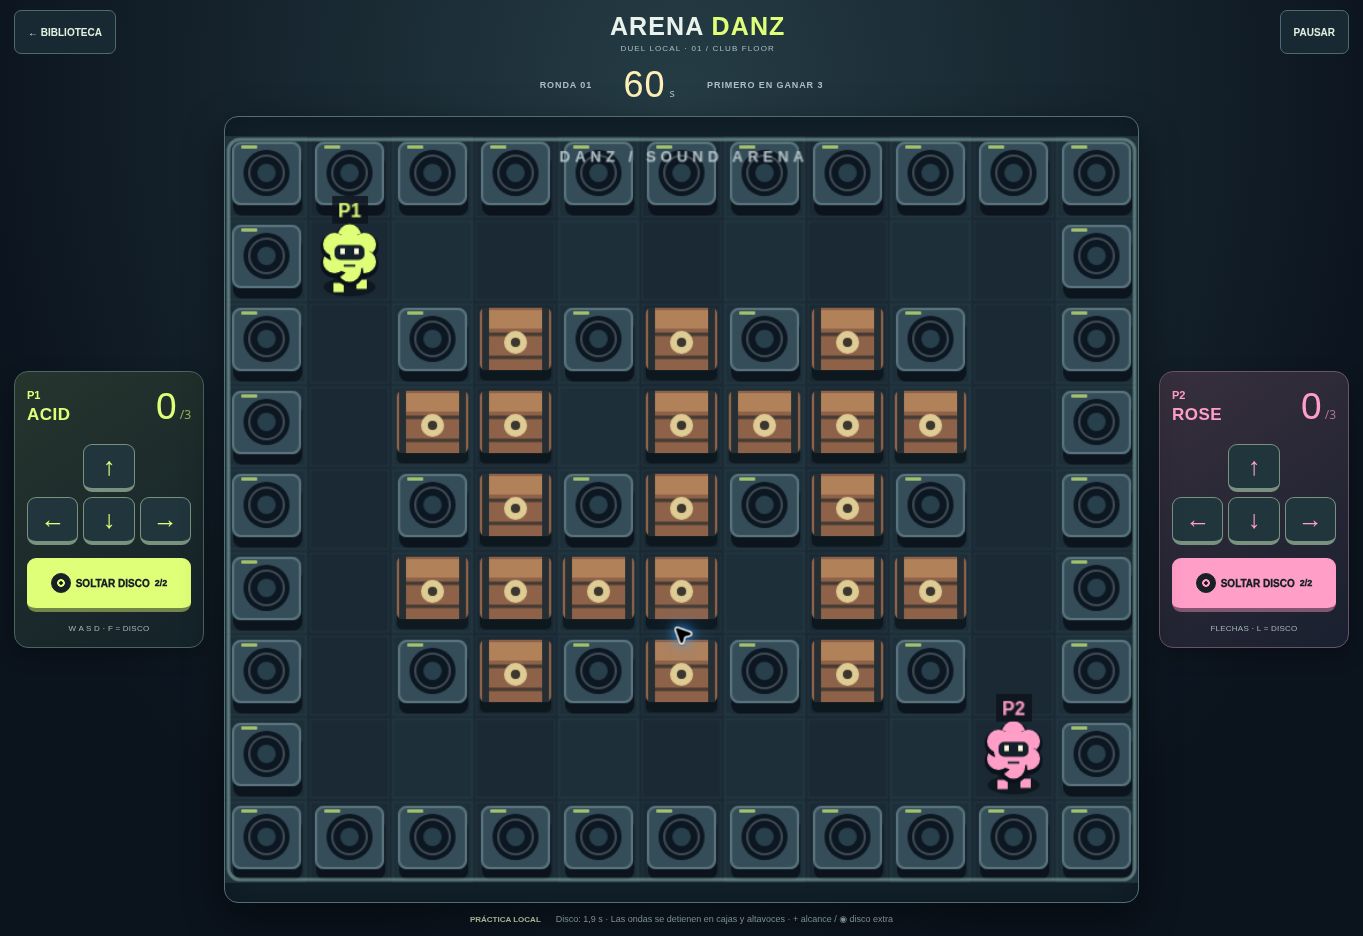 ← BIBLIOTECA
ARENA DANZ
PAUSAR
DUEL LOCAL · 01 / CLUB FLOOR
RONDA 01
60 s
PRIMERO EN GANAR 3
DANZ / SOUND ARENA
P1
P1
ACID
0 /3
↑
← ↓ →
SOLTAR DISCO 2/2
W A S D · F = DISCO
P2
ROSE
0 /3
↑
← ↓ →
SOLTAR DISCO 2/2
FLECHAS · L = DISCO
P2
PRÁCTICA LOCAL Disco: 1,9 s · Las ondas se detienen en cajas y altavoces · + alcance / ◉ disco extra